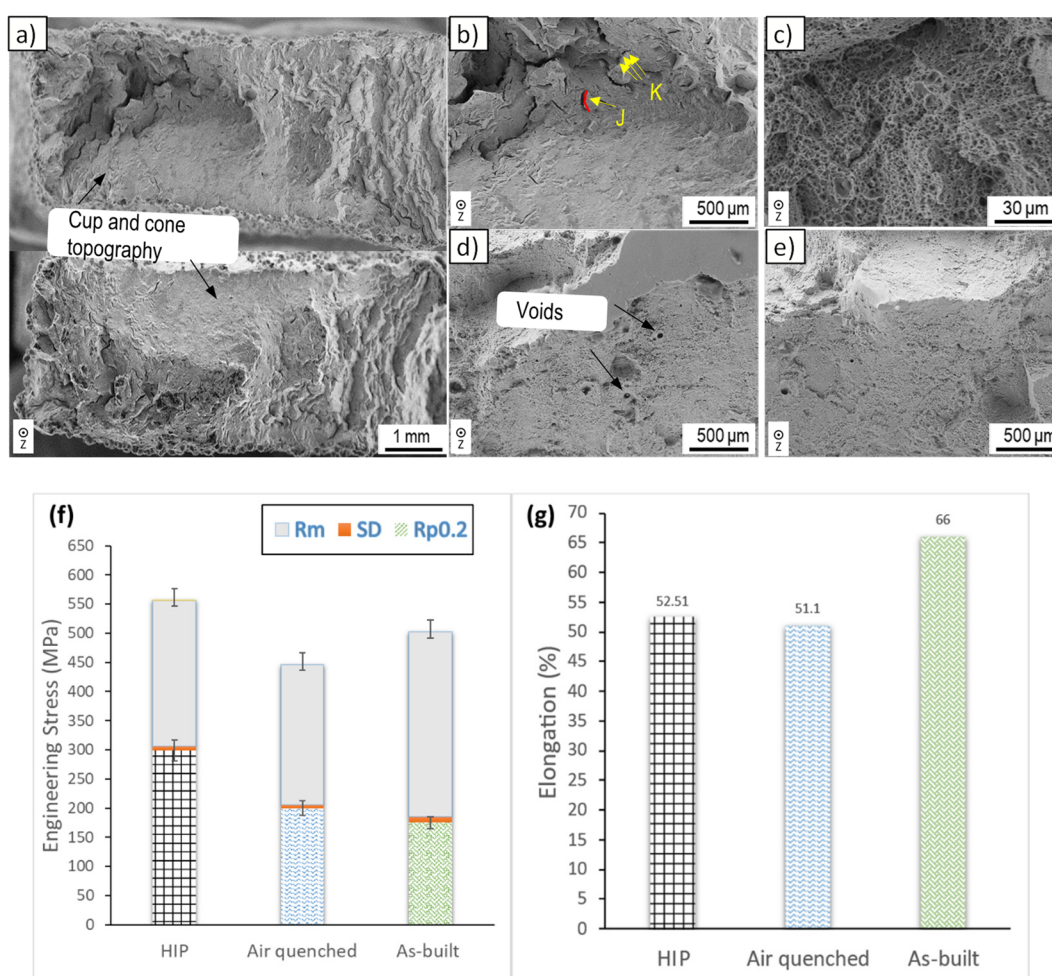 a)
b)
c)
K
J
Cup and cone
topography
⊙
z
500 µm
⊙
z
30 µm
d)
e)
Voids
⊙
z
1 mm
⊙
z
500 µm
⊙
z
500 µm
(f)
Rm SD Rp0.2
Engineering Stress (MPa)
650
600
550
500
450
400
350
300
250
200
150
100
50
0
HIP Air quenched As-built
(g)
Elongation (%)
70
65
60
55
50
45
40
35
30
25
20
15
10
5
0
52.51
51.1
66
HIP Air quenched As-built